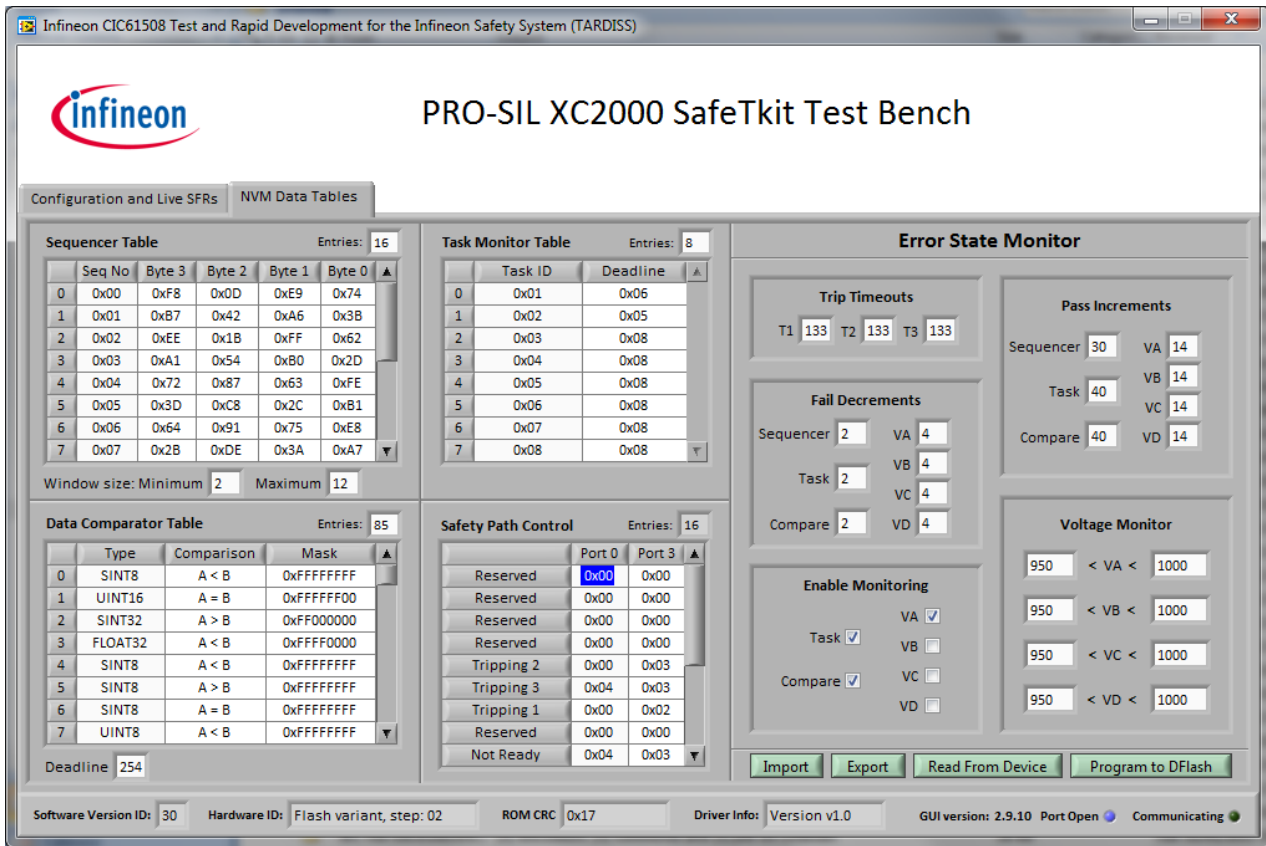 Infineon CIC61508 Test and Rapid Development for the Infineon Safety System (TARDISS)
infineon
PRO-SIL XC2000 SafeTkit Test Bench
Configuration and Live SFRs NVM Data Tables
Sequencer Table Entries: 16
Seq No Byte 3 Byte 2 Byte 1 Byte 0
0 0x00 0xF8 0x0D 0xE9 0x74
1 0x01 0xB7 0x42 0xA6 0x3B
2 0x02 0xEE 0x1B 0xFF 0x62
3 0x03 0xA1 0x54 0xB0 0x2D
4 0x04 0x72 0x87 0x63 0xFE
5 0x05 0x3D 0xC8 0x2C 0xB1
6 0x06 0x64 0x91 0x75 0xE8
7 0x07 0x2B 0xDE 0x3A 0xA7
Window size: Minimum 2 Maximum 12
Task Monitor Table Entries: 8
Task ID Deadline
0 0x01 0x06
1 0x02 0x05
2 0x03 0x08
3 0x04 0x08
4 0x05 0x08
5 0x06 0x08
6 0x07 0x08
7 0x08 0x08
Data Comparator Table Entries: 85
Type Comparison Mask
0 SINT8 A < B 0xFFFFFFFF
1 UINT16 A = B 0xFFFFFF00
2 SINT32 A > B 0xFF000000
3 FLOAT32 A < B 0xFFFF0000
4 SINT8 A < B 0xFFFFFFFF
5 SINT8 A > B 0xFFFFFFFF
6 SINT8 A = B 0xFFFFFFFF
7 UINT8 A < B 0xFFFFFFFF
Deadline 254
Safety Path Control Entries: 16
Port 0 Port 3
Reserved 0x00 0x00
Reserved 0x00 0x00
Reserved 0x00 0x00
Reserved 0x00 0x00
Tripping 2 0x00 0x03
Tripping 3 0x04 0x03
Tripping 1 0x00 0x02
Reserved 0x00 0x00
Not Ready 0x04 0x03
Error State Monitor
Trip Timeouts
T1 133 T2 133 T3 133
Fail Decrements
Sequencer 2 VA 4
VB 4
Task 2
VC 4
Compare 2 VD 4
Enable Monitoring
VA
Task
VB
Compare VC
VD
Pass Increments
Sequencer 30 VA 14
VB 14
Task 40
VC 14
Compare 40 VD 14
Voltage Monitor
950 < VA < 1000
950 < VB < 1000
950 < VC < 1000
950 < VD < 1000
Import Export Read From Device Program to DFlash
Software Version ID: 30 Hardware ID: Flash variant, step: 02 ROM CRC 0x17 Driver Info: Version v1.0 GUI version: 2.9.10 Port Open Communicating